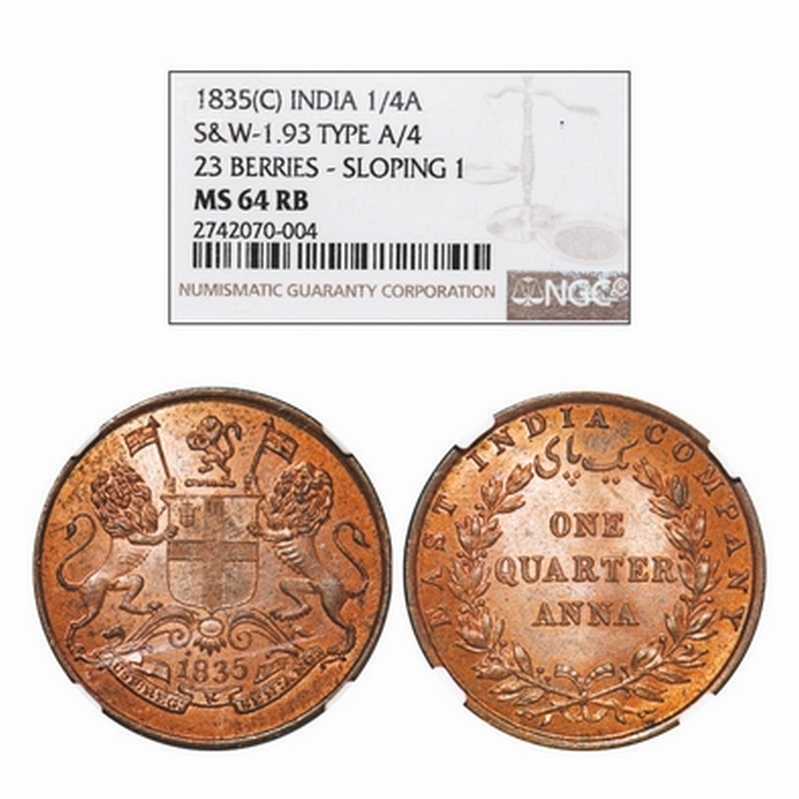 1835(C) INDIA 1/4A
S&W-1.93 TYPE A/4
23 BERRIES - SLOPING 1
MS 64 RB
2742070-004
NUMISMATIC GUARANTY CORPORATION
NGC®
1835
EAST INDIA COMPANY
یک پای
ONE
QUARTER
ANNA